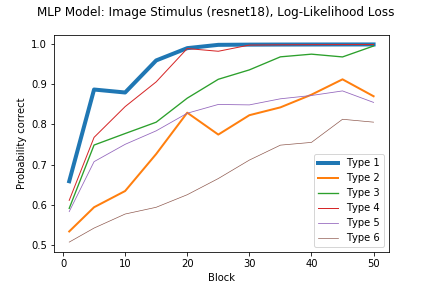 MLP Model: Image Stimulus (resnet18), Log-Likelihood Loss
1.0
0.9
0.8
0.7
0.6
0.5
Probability correct
Type 1
Type 2
Type 3
Type 4
Type 5
Type 6
0 10 20 30 40 50
Block